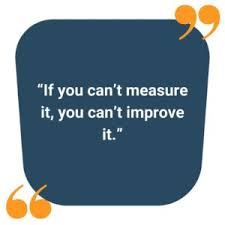 “If you can’t measure
it, you can’t improve
it.”